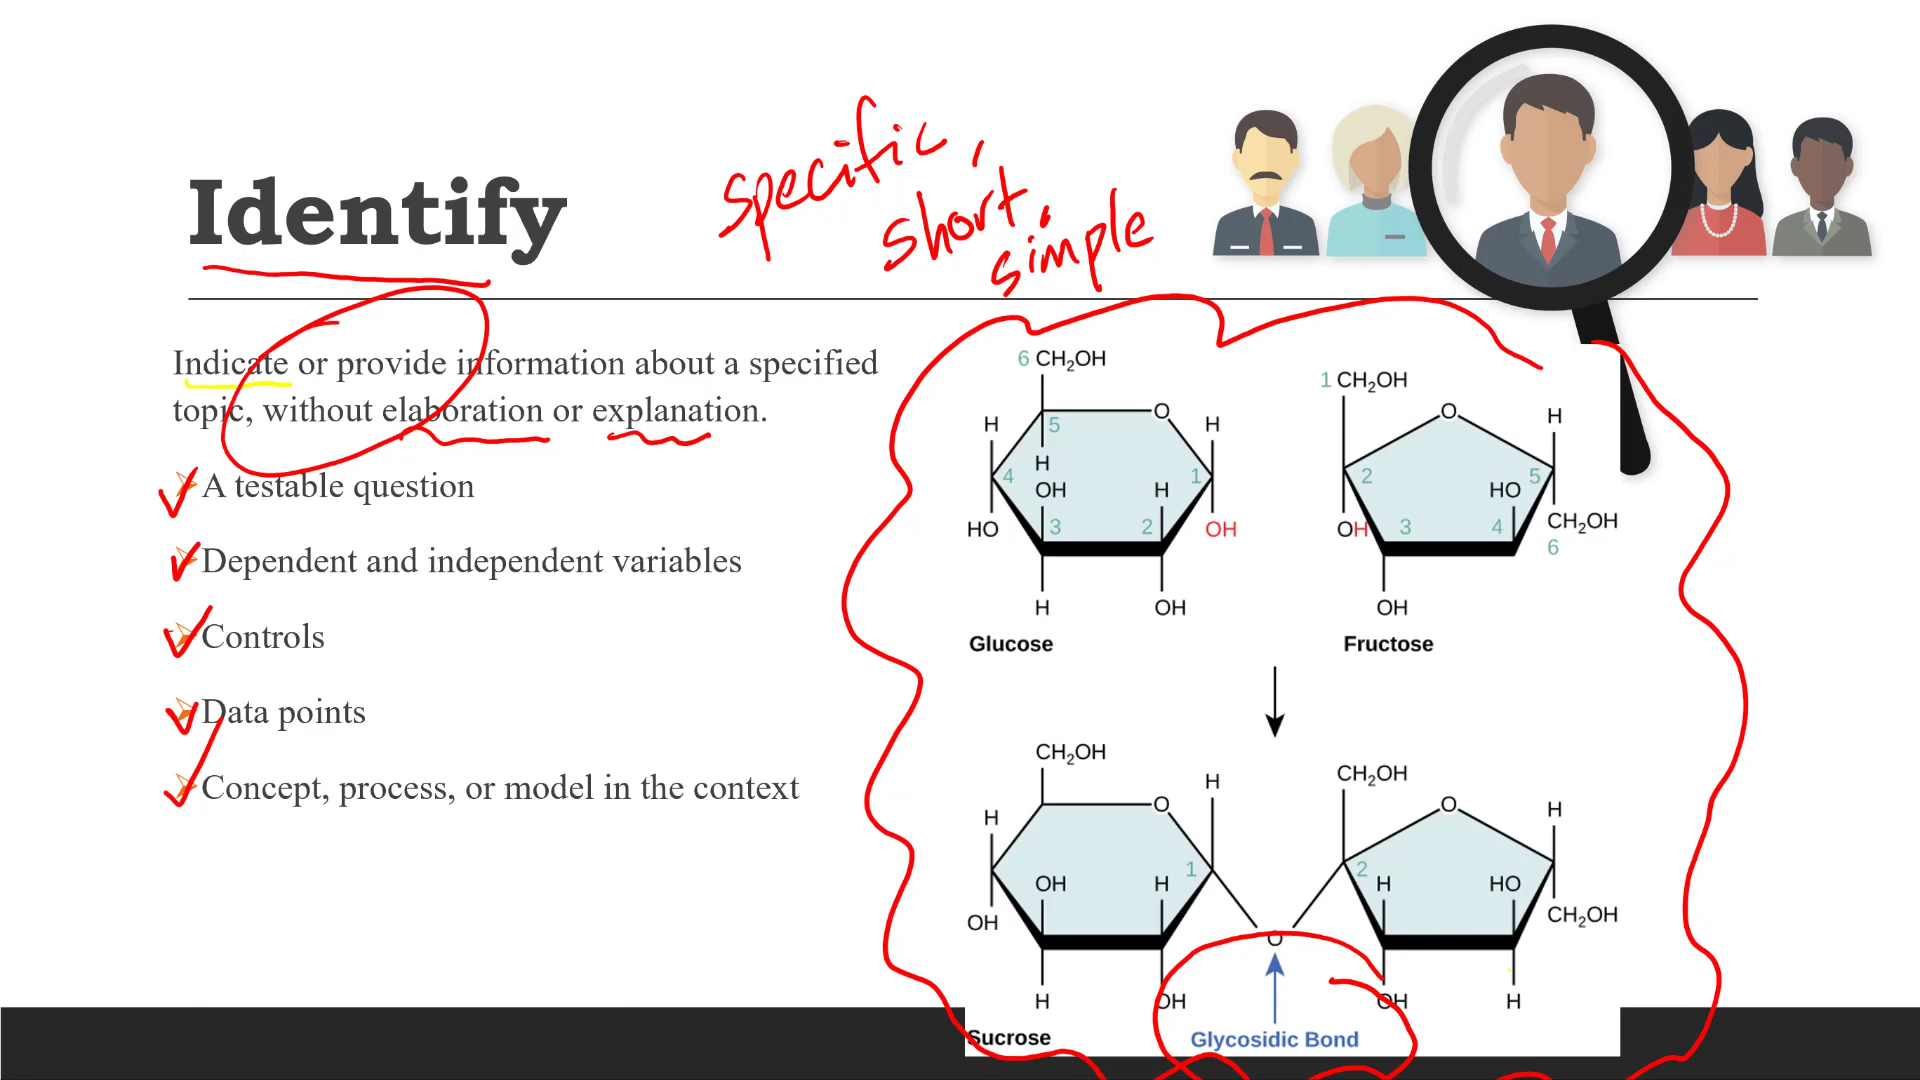 Identify
specific,
short,
simple
Indicate or provide information about a specified
topic, without elaboration or explanation.
A testable question
Dependent and independent variables
Controls
Data points
Concept, process, or model in the context
6 CH₂OH
H O H
5
H
4 1
OH H
HO OH
3 2
H OH
Glucose
1 CH₂OH
O H
2 5
HO
OH CH₂OH
3 4
6
OH
Fructose
CH₂OH
H O H
1
OH H
OH
H OH
Sucrose
CH₂OH
O H
2
H HO
CH₂OH
O
OH H
Glycosidic Bond